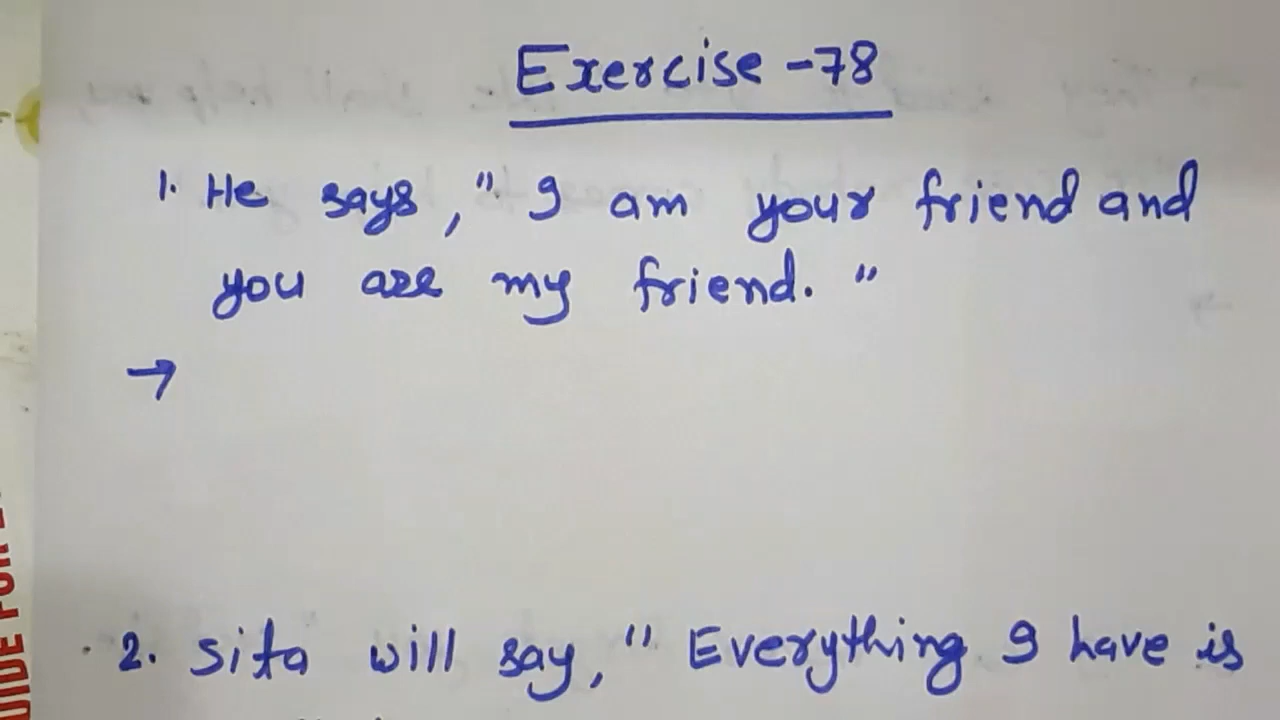 Exercise -78
1. He says, " I am your friend and
you are my friend. "
→
2. Sita will say, " Everything I have is